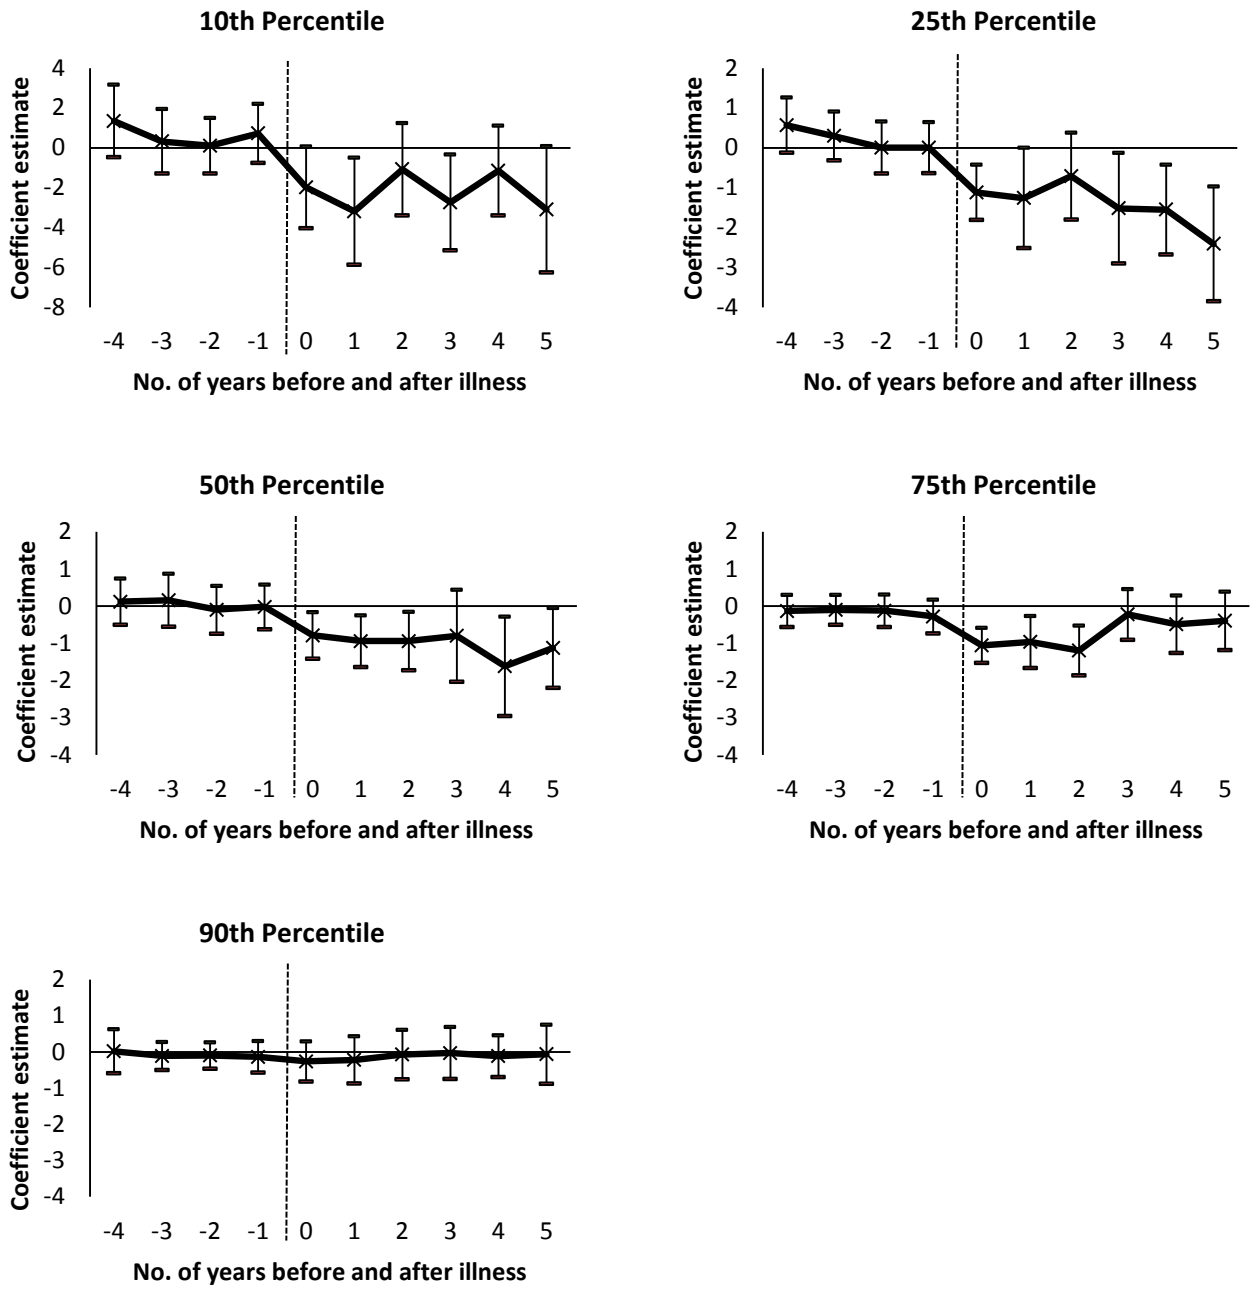 10th Percentile
Coefficient estimate
4
2
0
-2
-4
-6
-8
-4 -3 -2 -1 0 1 2 3 4 5
No. of years before and after illness
25th Percentile
Coefficient estimate
2
1
0
-1
-2
-3
-4
-4 -3 -2 -1 0 1 2 3 4 5
No. of years before and after illness
50th Percentile
Coefficient estimate
2
1
0
-1
-2
-3
-4
-4 -3 -2 -1 0 1 2 3 4 5
No. of years before and after illness
75th Percentile
Coefficient estimate
2
1
0
-1
-2
-3
-4
-4 -3 -2 -1 0 1 2 3 4 5
No. of years before and after illness
90th Percentile
Coefficient estimate
2
1
0
-1
-2
-3
-4
-4 -3 -2 -1 0 1 2 3 4 5
No. of years before and after illness